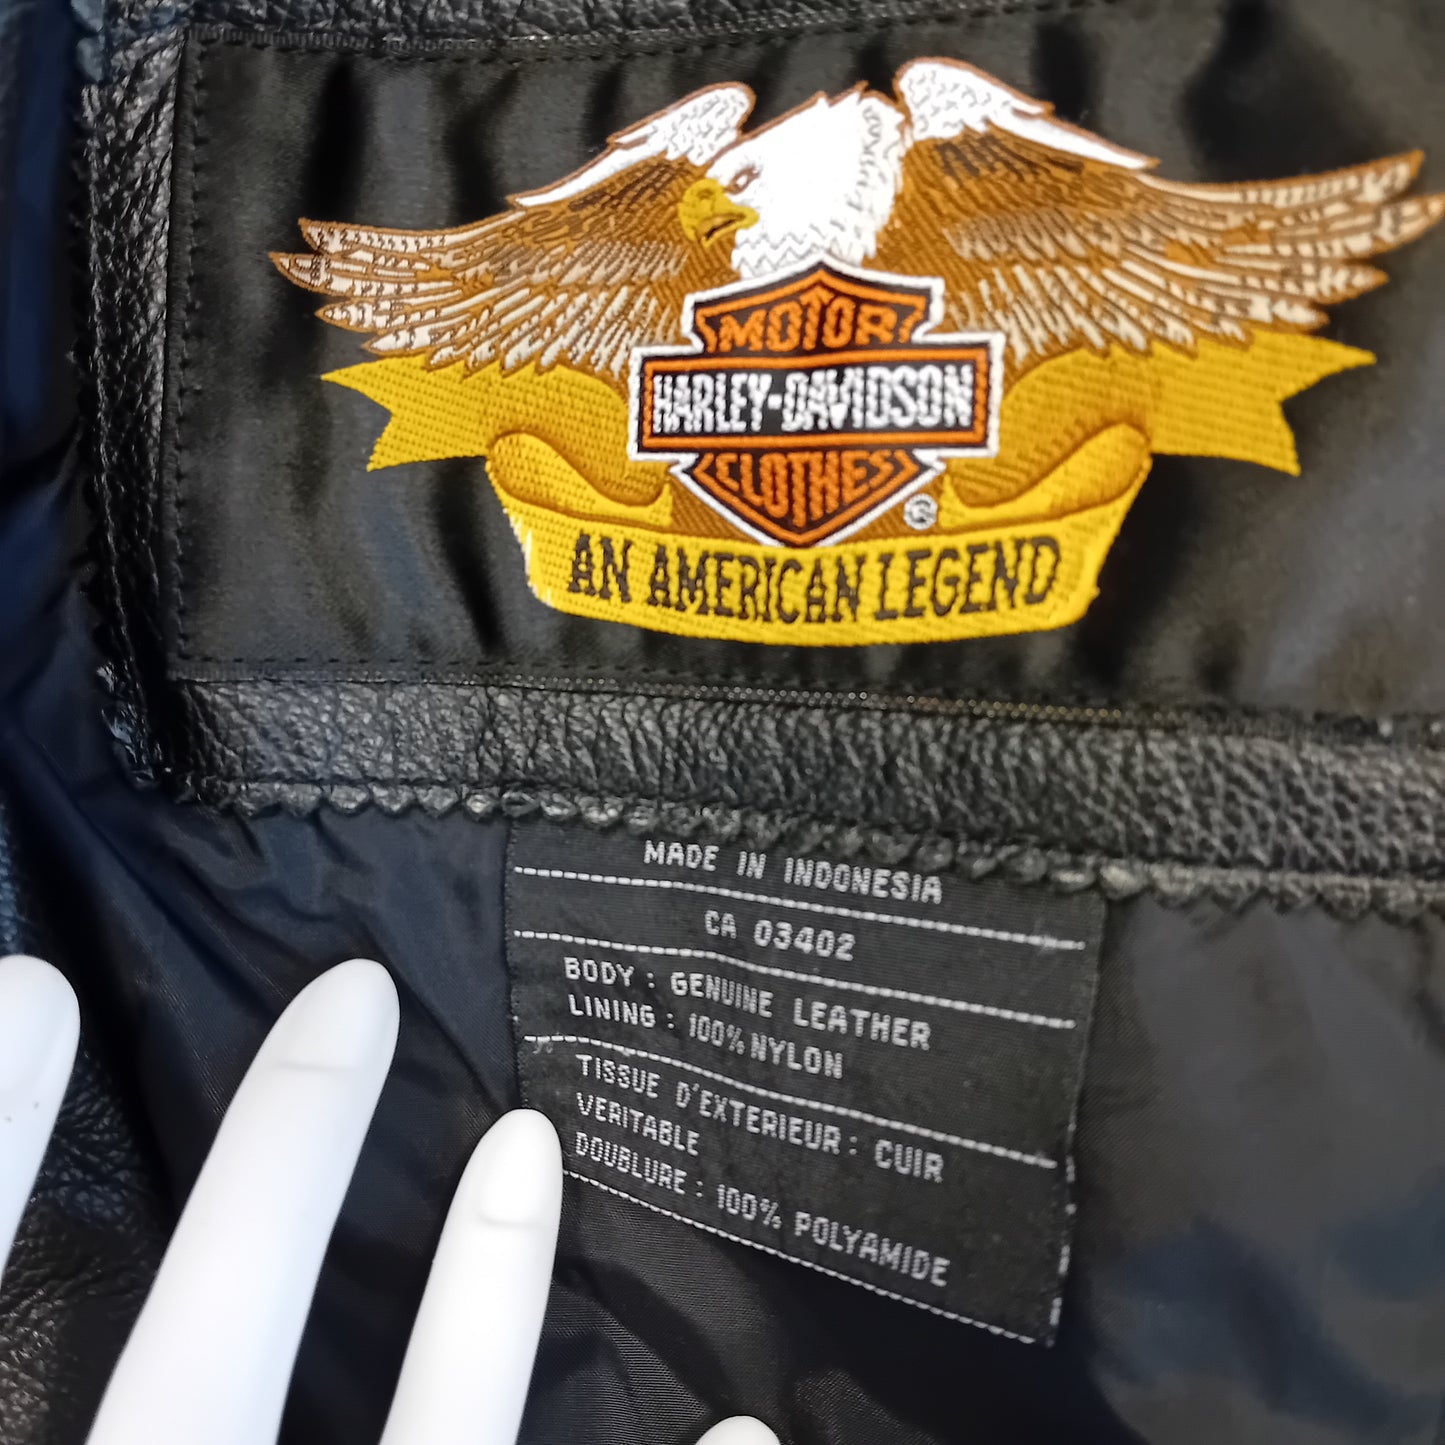 MOTOR
HARLEY-DAVIDSON
CLOTHES
®
AN AMERICAN LEGEND
MADE IN INDONESIA
CA 03402
BODY : GENUINE LEATHER
LINING : 100% NYLON
TISSUE D'EXTERIEUR : CUIR
VERITABLE
DOUBLURE : 100% POLYAMIDE